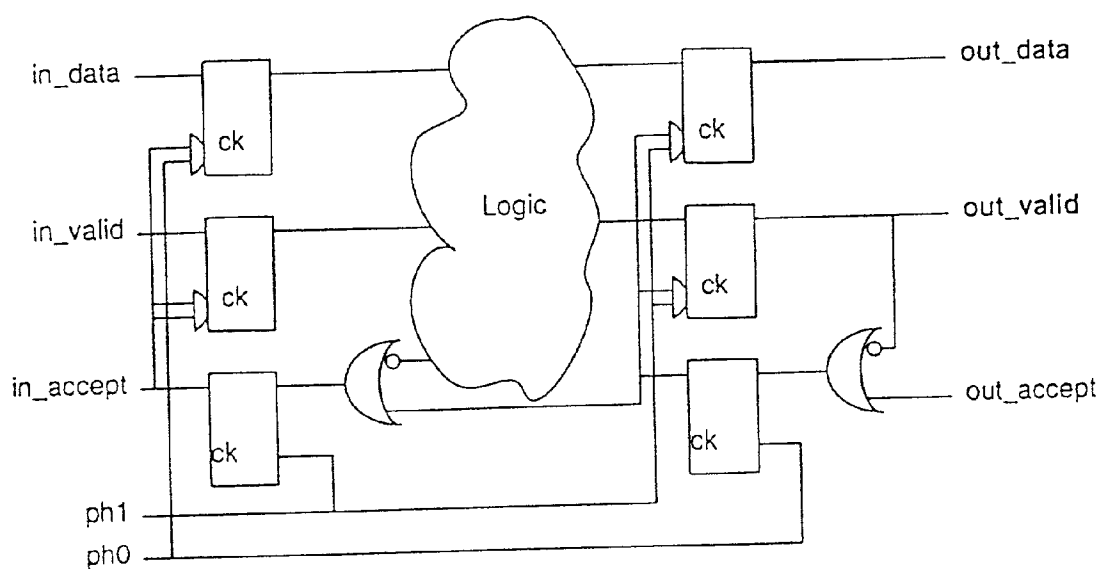 in_data
ck
ck
out_data
in_valid
ck
Logic
ck
out_valid
in_accept
ck
ck
out_accept
ph1
ph0